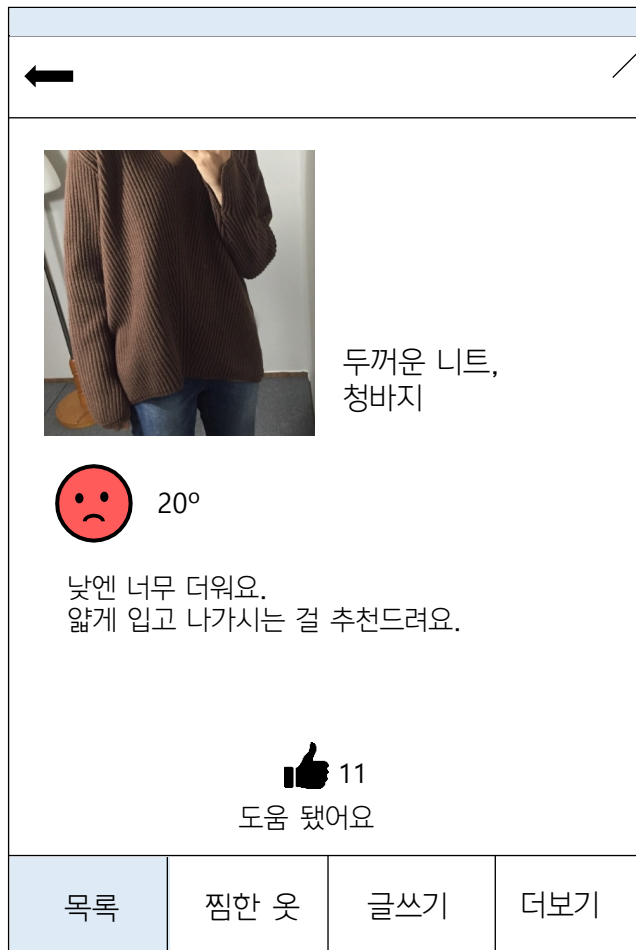 두꺼운 니트,
청바지
20º
낮엔 너무 더워요.
얇게 입고 나가시는 걸 추천드려요.
11
도움 됐어요
목록
찜한 옷
글쓰기
더보기